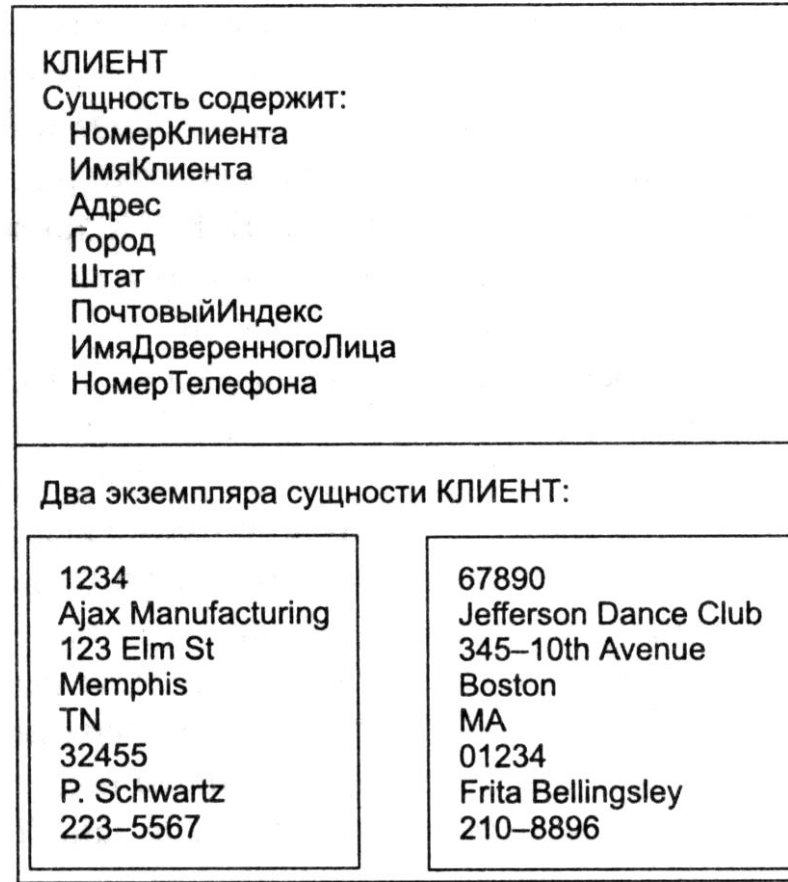 КЛИЕНТ
Сущность содержит:
НомерКлиента
ИмяКлиента
Адрес
Город
Штат
ПочтовыйИндекс
ИмяДоверенногоЛица
НомерТелефона
Два экземпляра сущности КЛИЕНТ:
1234
Ajax Manufacturing
123 Elm St
Memphis
TN
32455
P. Schwartz
223–5567
67890
Jefferson Dance Club
345–10th Avenue
Boston
MA
01234
Frita Bellingsley
210–8896